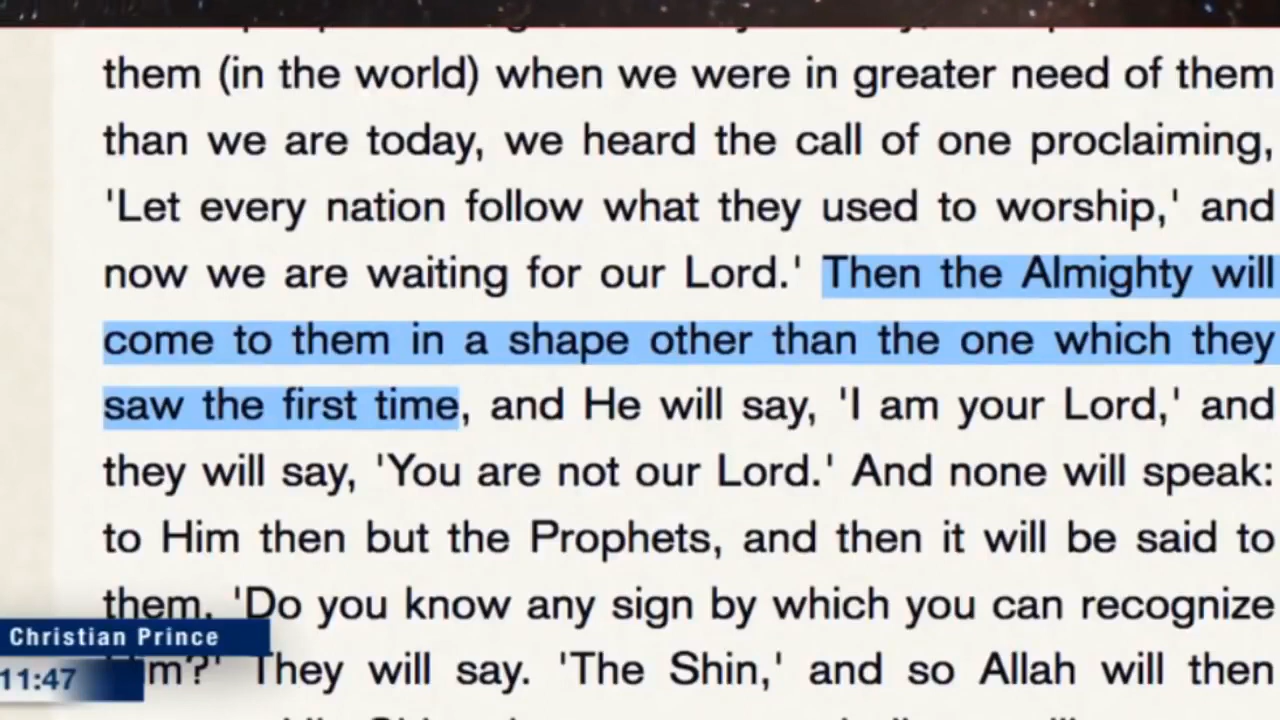 them (in the world) when we were in greater need of them
than we are today, we heard the call of one proclaiming,
'Let every nation follow what they used to worship,' and
now we are waiting for our Lord.' Then the Almighty will
come to them in a shape other than the one which they
saw the first time, and He will say, 'I am your Lord,' and
they will say, 'You are not our Lord.' And none will speak:
to Him then but the Prophets, and then it will be said to
them. 'Do you know any sign by which you can recognize
Him?' They will say. 'The Shin,' and so Allah will then
Christian Prince
11:47